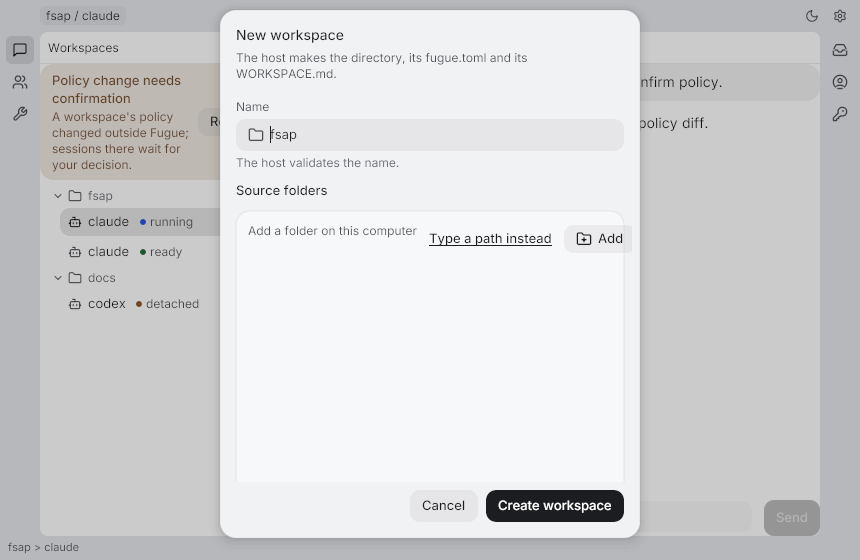 fsap / claude
Workspaces
Policy change needs
confirmation
A workspace's policy
changed outside Fugue;
sessions there wait for
your decision.
fsap
claude running
claude ready
docs
codex detached
New workspace
The host makes the directory, its fugue.toml and its
WORKSPACE.md.
Name
fsap
The host validates the name.
Source folders
Add a folder on this computer
Type a path instead
Add
Cancel
Create workspace
policy.
policy diff.
Send
fsap > claude